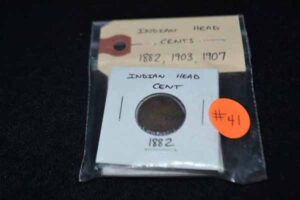 INDIAN HEAD
CENTS
1882, 1903, 1907
INDIAN HEAD
CENT
#41
1882